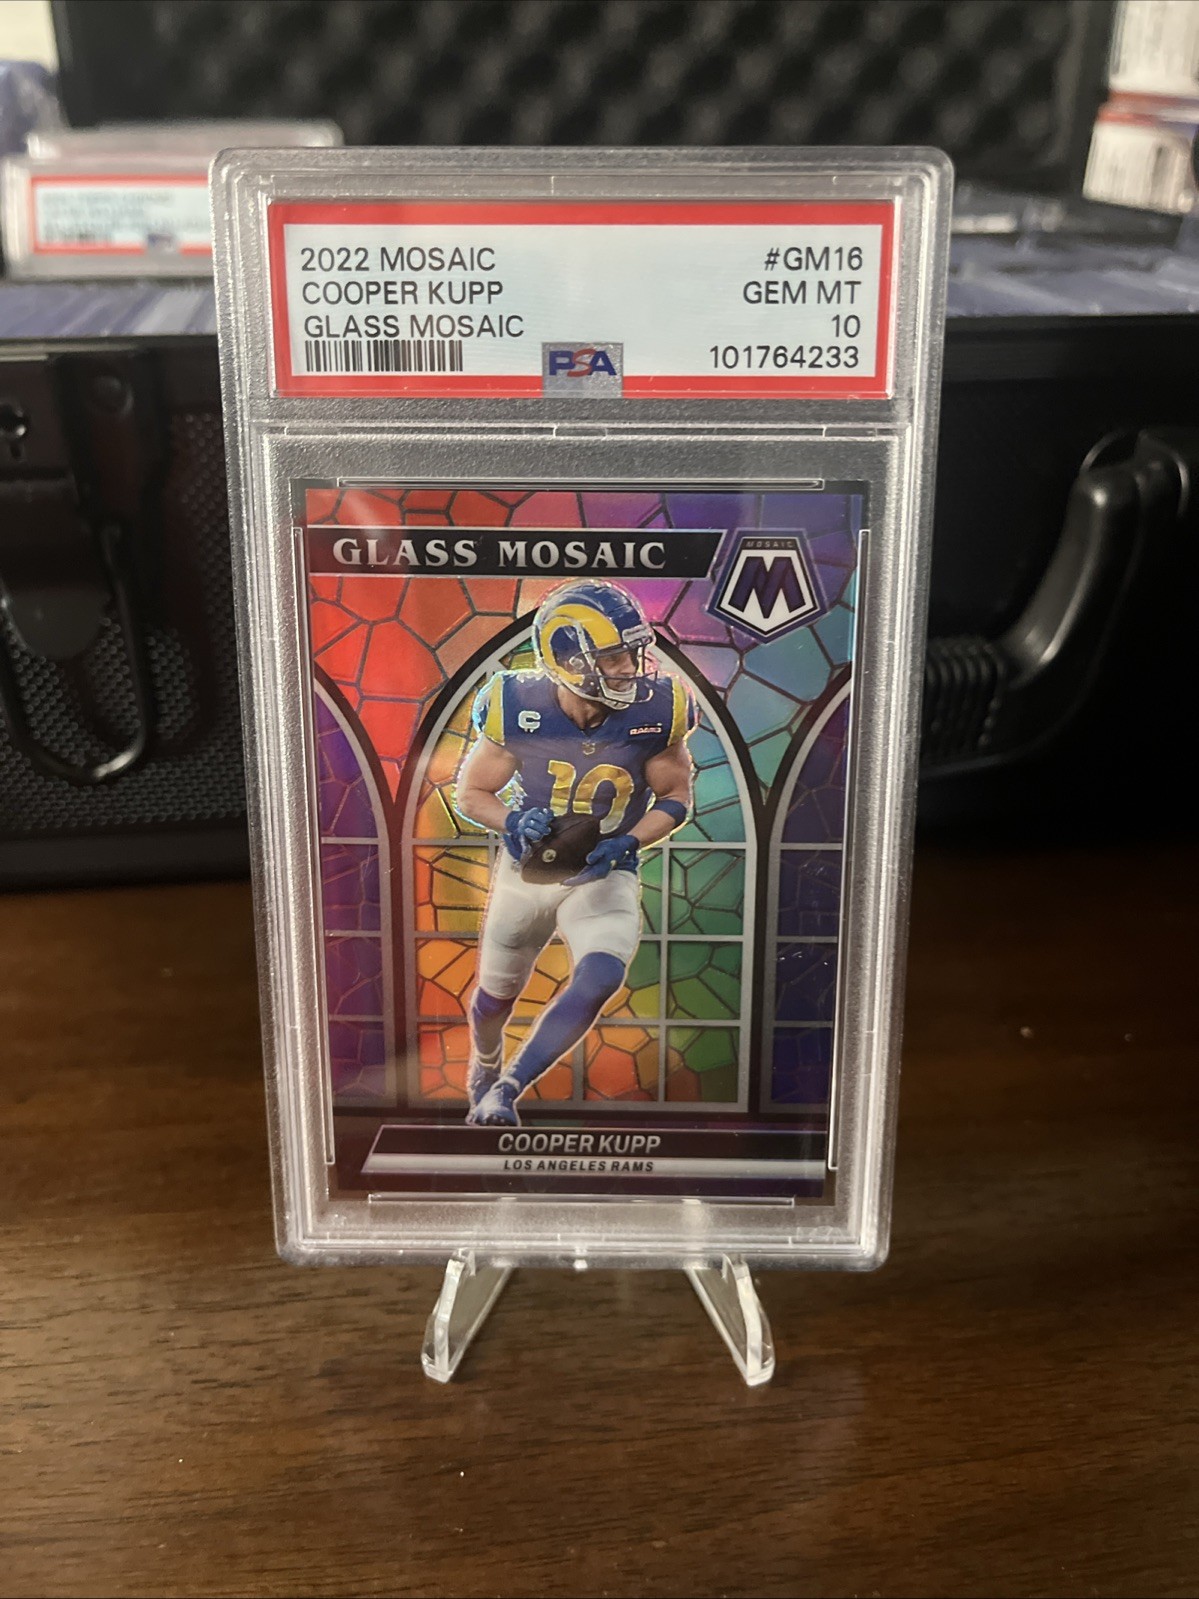 2022 MOSAIC #GM16
COOPER KUPP GEM MT
GLASS MOSAIC 10
PSA 101764233
GLASS MOSAIC
MOSAIC
M
C
RAMS
10
COOPER KUPP
LOS ANGELES RAMS